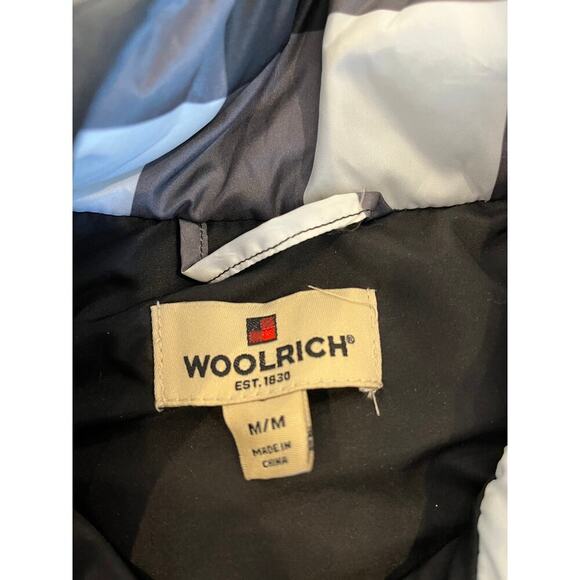 WOOLRICH®
EST. 1830
M/M
MADE IN
CHINA